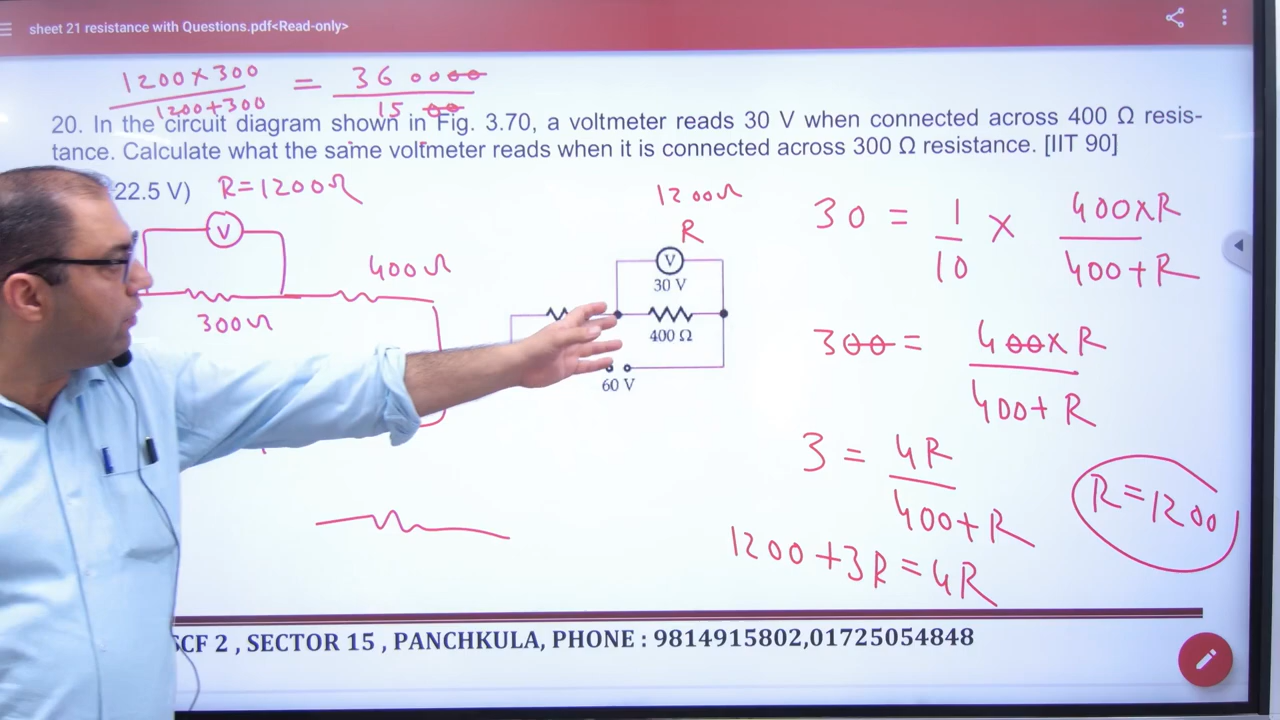 sheet 21 resistance with Questions.pdf<Read-only>
1200×300 / 1200+300 = 360000 / 1500
20. In the circuit diagram shown in Fig. 3.70, a voltmeter reads 30 V when connected across 400 Ω resis-
tance. Calculate what the same voltmeter reads when it is connected across 300 Ω resistance. [IIT 90]
22.5 V) R=1200Ω
V
300Ω
400Ω
1200Ω
R
V
30 V
400 Ω
60 V
30 = 1/10 × 400×R / 400+R
300 = 400×R / 400+R
3 = 4R / 400+R
1200+3R=4R
R=1200
SCF 2 , SECTOR 15 , PANCHKULA, PHONE : 9814915802,01725054848